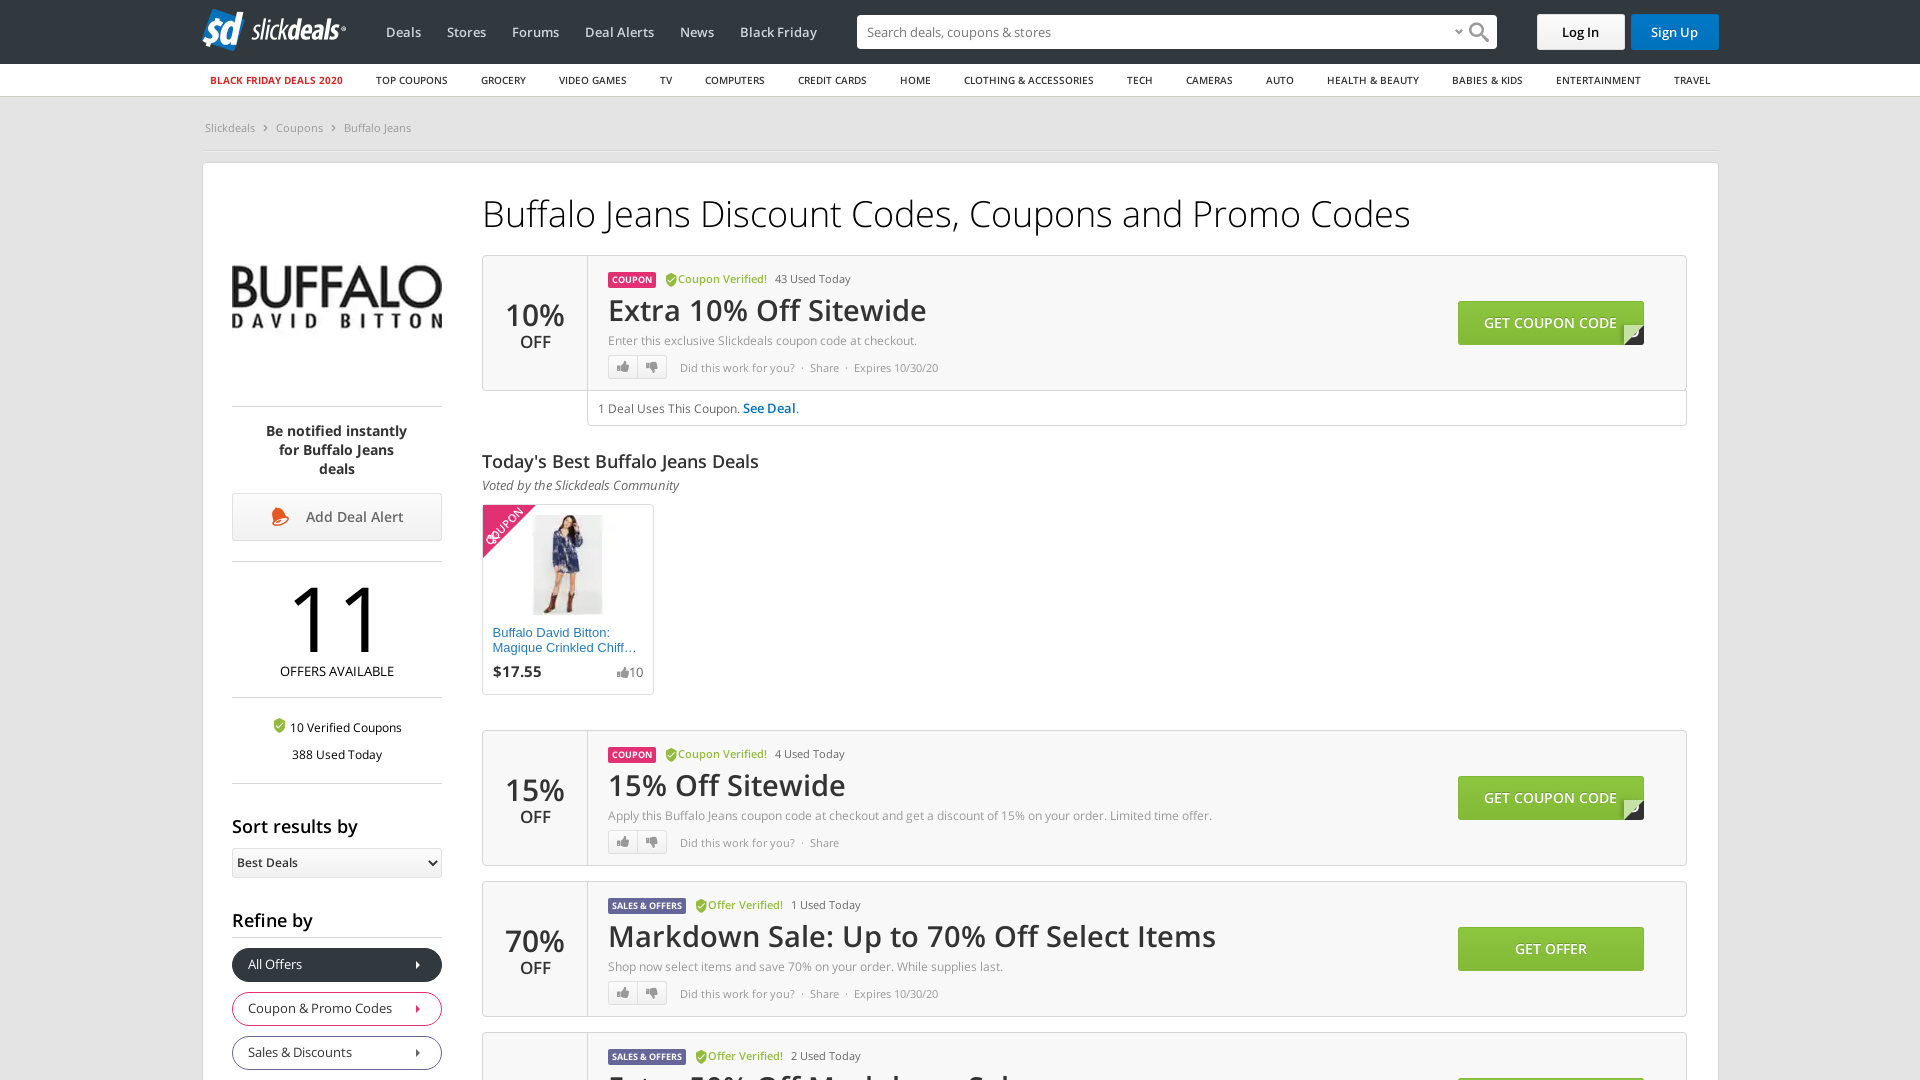 sd slickdeals
Deals
Stores
Forums
Deal Alerts
News
Black Friday
Search deals, coupons & stores
Log In
Sign Up
BLACK FRIDAY DEALS 2020
TOP COUPONS
GROCERY
VIDEO GAMES
TV
COMPUTERS
CREDIT CARDS
HOME
CLOTHING & ACCESSORIES
TECH
CAMERAS
AUTO
HEALTH & BEAUTY
BABIES & KIDS
ENTERTAINMENT
TRAVEL
Slickdeals › Coupons › Buffalo Jeans
BUFFALO
DAVID BITTON
Be notified instantly
for Buffalo Jeans
deals
Add Deal Alert
11
OFFERS AVAILABLE
10 Verified Coupons
388 Used Today
Sort results by
Best Deals
Refine by
All Offers
Coupon & Promo Codes
Sales & Discounts
Buffalo Jeans Discount Codes, Coupons and Promo Codes
10%
OFF
COUPON Coupon Verified! 43 Used Today
Extra 10% Off Sitewide
Enter this exclusive Slickdeals coupon code at checkout.
Did this work for you? · Share · Expires 10/30/20
GET COUPON CODE
1 Deal Uses This Coupon. See Deal.
Today's Best Buffalo Jeans Deals
Voted by the Slickdeals Community
COUPON
Buffalo David Bitton:
Magique Crinkled Chiff…
$17.55
10
15%
OFF
COUPON Coupon Verified! 4 Used Today
15% Off Sitewide
Apply this Buffalo Jeans coupon code at checkout and get a discount of 15% on your order. Limited time offer.
Did this work for you? · Share
GET COUPON CODE
70%
OFF
SALES & OFFERS Offer Verified! 1 Used Today
Markdown Sale: Up to 70% Off Select Items
Shop now select items and save 70% on your order. While supplies last.
Did this work for you? · Share · Expires 10/30/20
GET OFFER
SALES & OFFERS Offer Verified! 2 Used Today